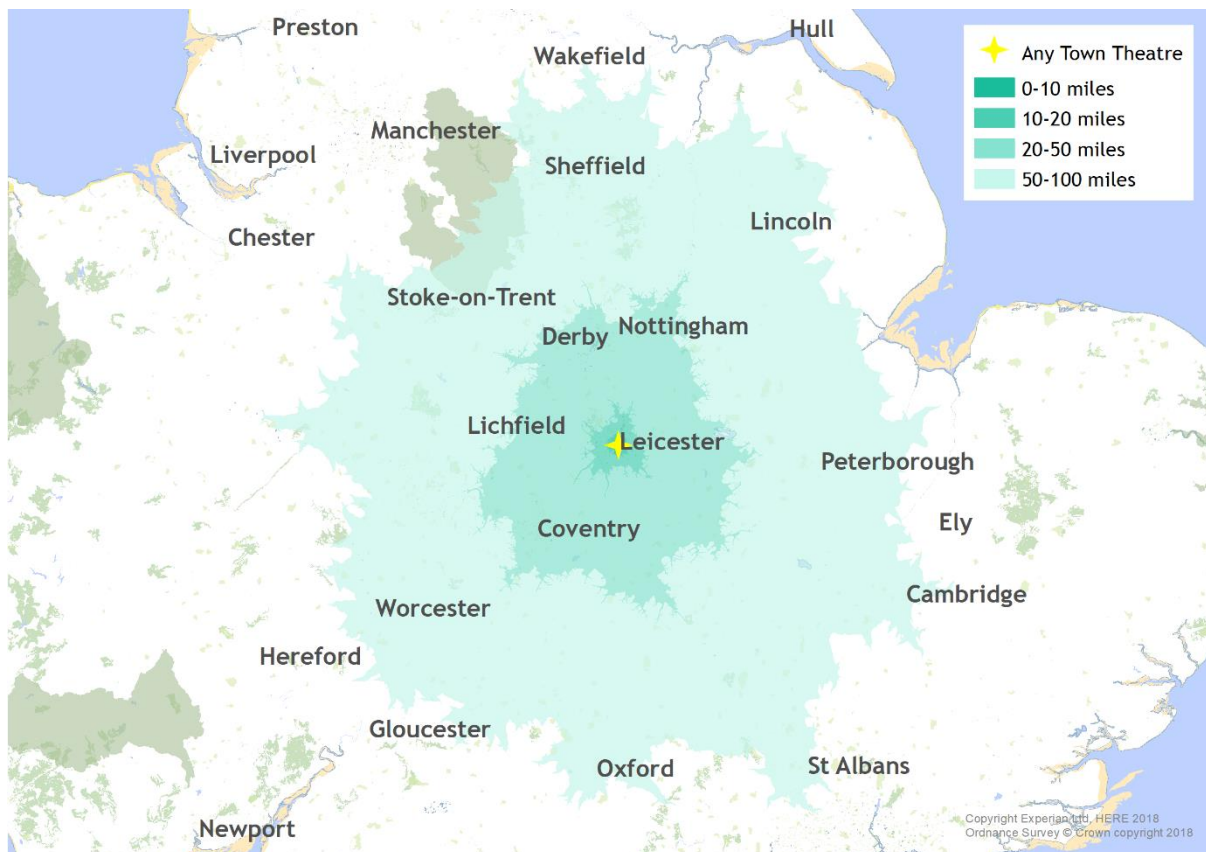 Preston
Hull
Wakefield
Any Town Theatre
0-10 miles
10-20 miles
20-50 miles
50-100 miles
Manchester
Liverpool
Sheffield
Lincoln
Chester
Stoke-on-Trent
Derby
Nottingham
Lichfield
Leicester
Peterborough
Ely
Coventry
Cambridge
Worcester
Hereford
Gloucester
Oxford
St Albans
Newport
Copyright Experian Ltd, HERE 2018
Ordnance Survey © Crown copyright 2018